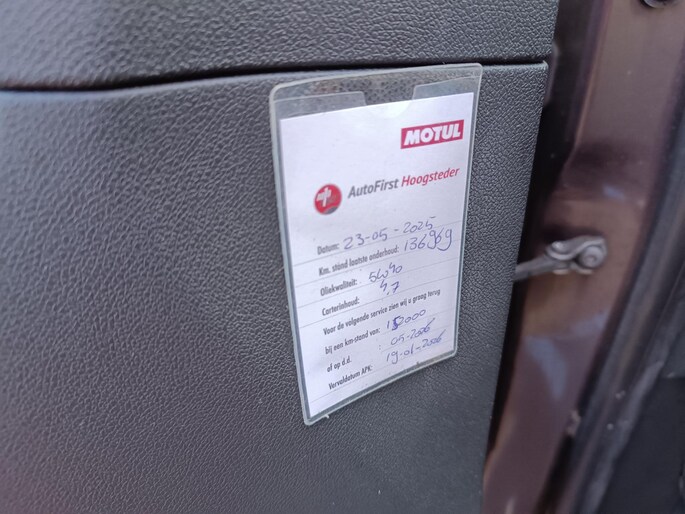 MOTUL
AutoFirst Hoogsteder
Datum: 23-05-2025
Km. stand laatste onderhoud: 136969
Oliekwaliteit: 5W40
Carterinhoud: 4.7
Voor de volgende service zien wij u graag terug
bij een km-stand van:
of op d.d. : 05-2026
Vervaldatum APK: 19-01-2026